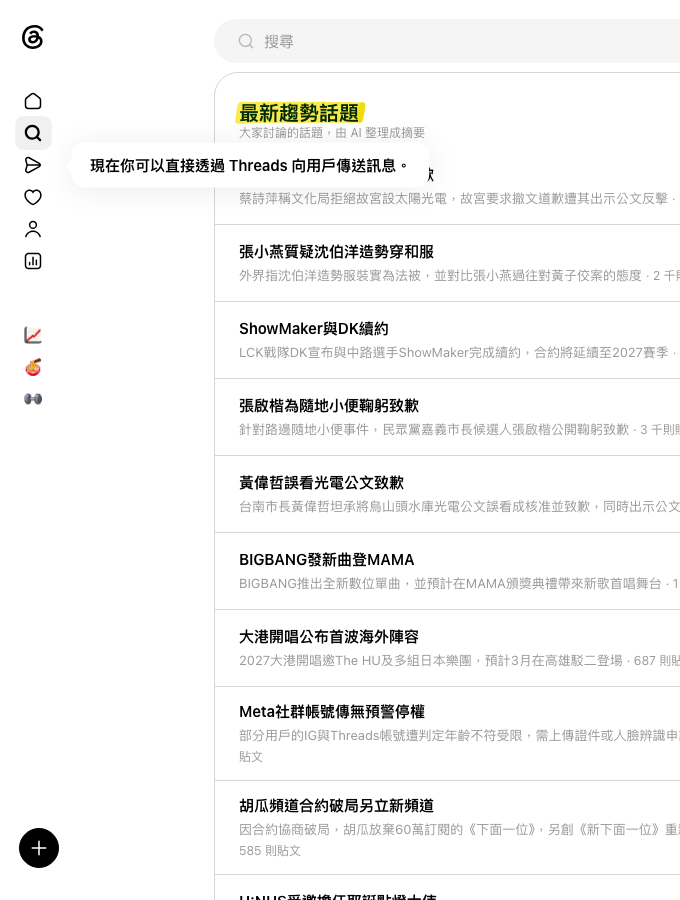 搜尋
最新趨勢話題
大家討論的話題，由 AI 整理成摘要
現在你可以直接透過 Threads 向用戶傳送訊息。
蔡詩萍稱文化局拒絕故宮設太陽光電，故宮要求撤文道歉遭其出示公文反擊 ·
張小燕質疑沈伯洋造勢穿和服
外界指沈伯洋造勢服裝實為法被，並對比張小燕過往對黃子佼案的態度 · 2 千
ShowMaker與DK續約
LCK戰隊DK宣布與中路選手ShowMaker完成續約，合約將延續至2027賽季 ·
張啟楷為隨地小便鞠躬致歉
針對路邊隨地小便事件，民眾黨嘉義市長候選人張啟楷公開鞠躬致歉 · 3 千則
黃偉哲誤看光電公文致歉
台南市長黃偉哲坦承將烏山頭水庫光電公文誤看成核准並致歉，同時出示公文
BIGBANG發新曲登MAMA
BIGBANG推出全新數位單曲，並預計在MAMA頒獎典禮帶來新歌首唱舞台 · 1
大港開唱公布首波海外陣容
2027大港開唱邀The HU及多組日本樂團，預計3月在高雄駁二登場 · 687 則貼
Meta社群帳號傳無預警停權
部分用戶的IG與Threads帳號遭判定年齡不符受限，需上傳證件或人臉辨識申
貼文
胡瓜頻道合約破局另立新頻道
因合約協商破局，胡瓜放棄60萬訂閱的《下面一位》，另創《新下面一位》重
585 則貼文